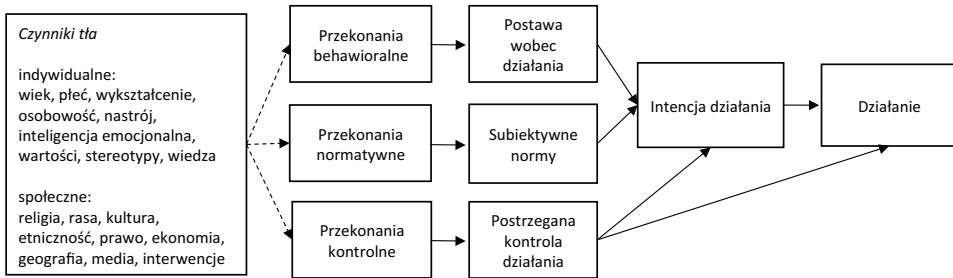 Czynniki tła
indywidualne:
wiek, płeć, wykształcenie,
osobowość, nastrój,
inteligencja emocjonalna,
wartości, stereotypy, wiedza
społeczne:
religia, rasa, kultura,
etniczność, prawo, ekonomia,
geografia, media, interwencje
Przekonania
behawioralne
Przekonania
normatywne
Przekonania
kontrolne
Postawa
wobec
działania
Subiektywne
normy
Postrzegana
kontrola
działania
Intencja działania
Działanie